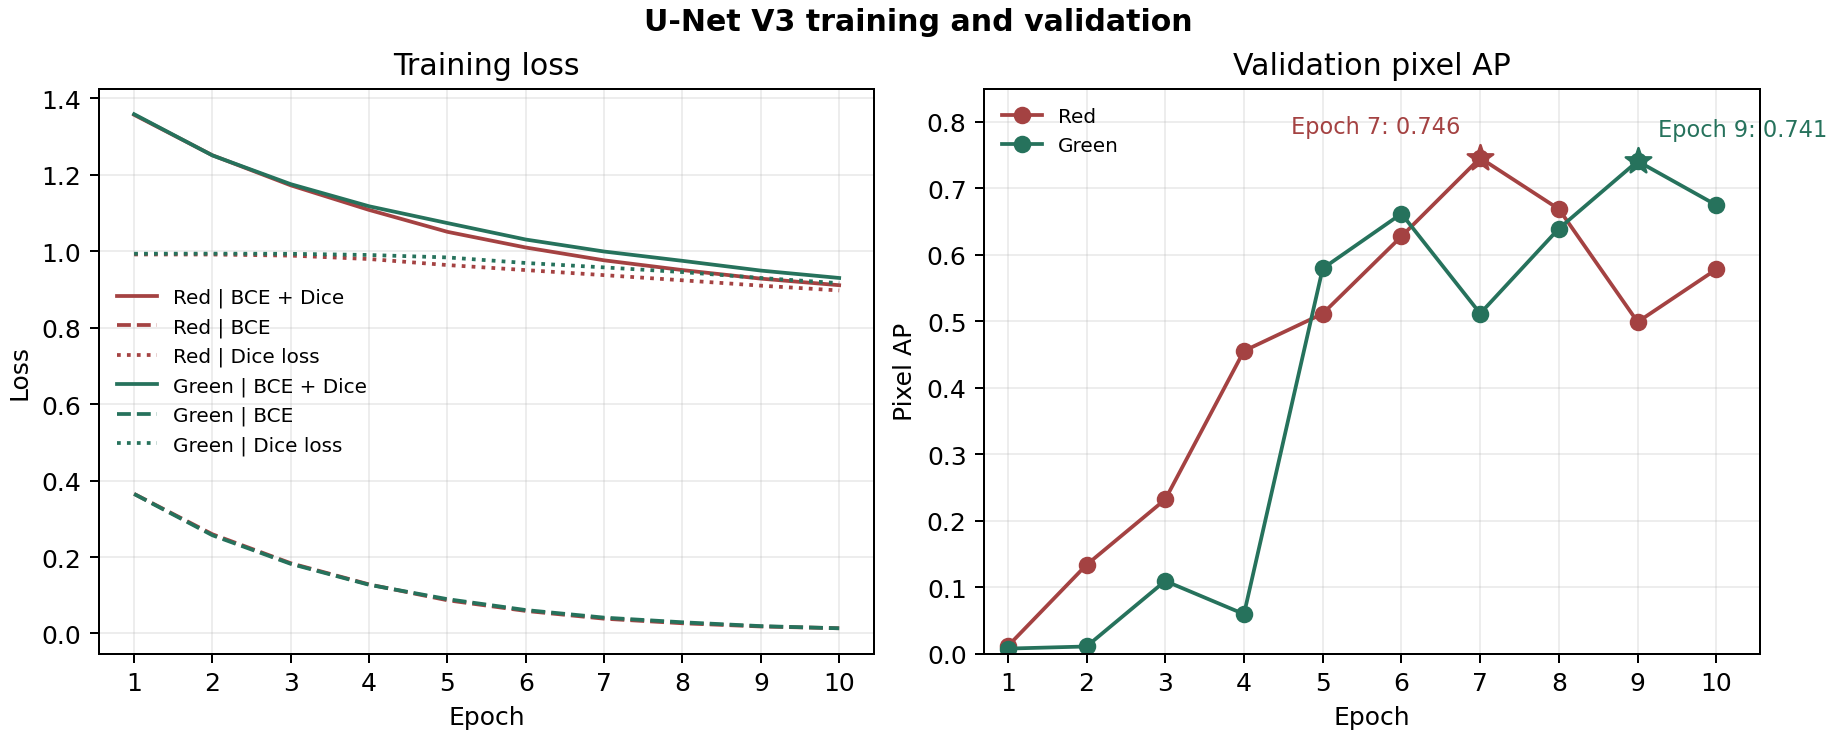 U-Net V3 training and validation
Training loss
Loss
1.4
1.2
1.0
0.8
0.6
0.4
0.2
0.0
Red | BCE + Dice
Red | BCE
Red | Dice loss
Green | BCE + Dice
Green | BCE
Green | Dice loss
1 2 3 4 5 6 7 8 9 10
Epoch
Validation pixel AP
Pixel AP
0.8
0.7
0.6
0.5
0.4
0.3
0.2
0.1
0.0
Red
Green
Epoch 7: 0.746
Epoch 9: 0.741
1 2 3 4 5 6 7 8 9 10
Epoch